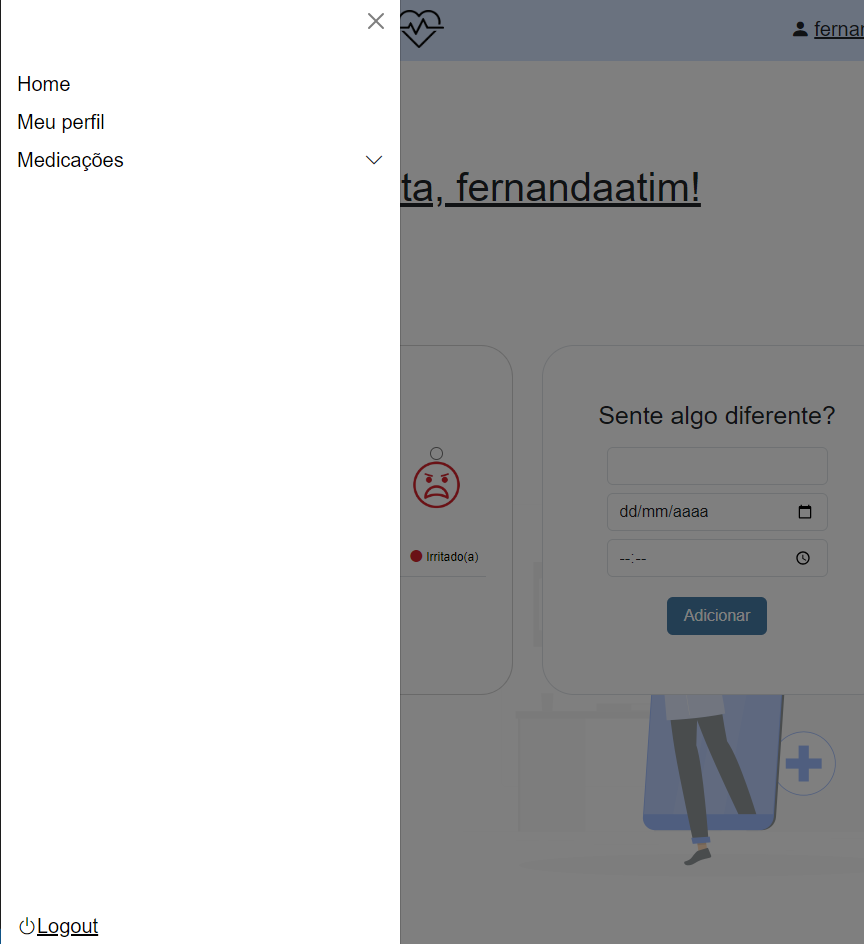 Home
Meu perfil
Medicações
Logout
ta, fernandaatim!
Irritado(a)
Sente algo diferente?
dd/mm/aaaa
--:--
Adicionar